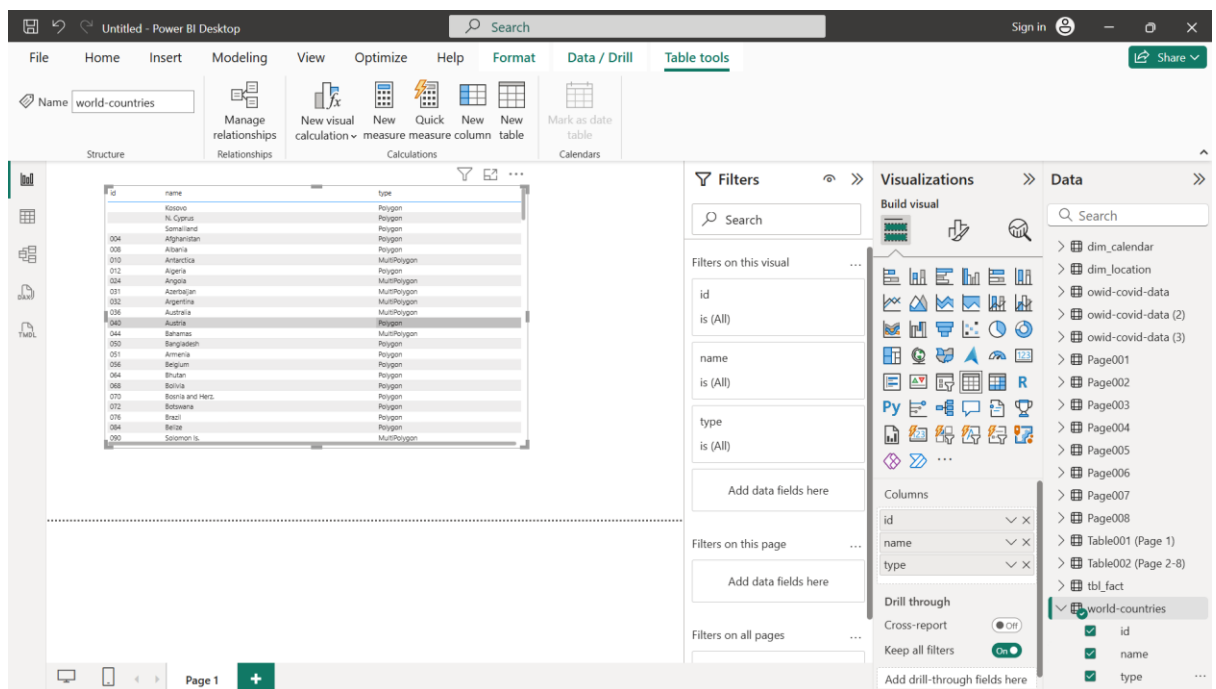 Untitled - Power BI Desktop
Search
Sign in
File Home Insert Modeling View Optimize Help Format Data / Drill Table tools
Share
Name world-countries
Manage relationships
New visual calculation
New measure
Quick measure
New column
New table
Mark as date table
Structure Relationships Calculations Calendars
id name type
Kosovo Polygon
N. Cyprus Polygon
Somaliland Polygon
004 Afghanistan Polygon
008 Albania Polygon
010 Antarctica MultiPolygon
012 Algeria Polygon
024 Angola MultiPolygon
031 Azerbaijan MultiPolygon
032 Argentina MultiPolygon
036 Australia MultiPolygon
040 Austria Polygon
044 Bahamas MultiPolygon
050 Bangladesh Polygon
051 Armenia Polygon
056 Belgium Polygon
064 Bhutan Polygon
068 Bolivia Polygon
070 Bosnia and Herz. Polygon
072 Botswana Polygon
076 Brazil Polygon
084 Belize Polygon
090 Solomon Is. MultiPolygon
DAX
TMDL
Page 1
Filters
Search
Filters on this visual
id
is (All)
name
is (All)
type
is (All)
Add data fields here
Filters on this page
Add data fields here
Filters on all pages
Visualizations
Build visual
123
R
Py
123
Columns
id
name
type
Drill through
Cross-report Off
Keep all filters On
Add drill-through fields here
Data
Search
dim_calendar
dim_location
owid-covid-data
owid-covid-data (2)
owid-covid-data (3)
Page001
Page002
Page003
Page004
Page005
Page006
Page007
Page008
Table001 (Page 1)
Table002 (Page 2-8)
tbl_fact
world-countries
id
name
type